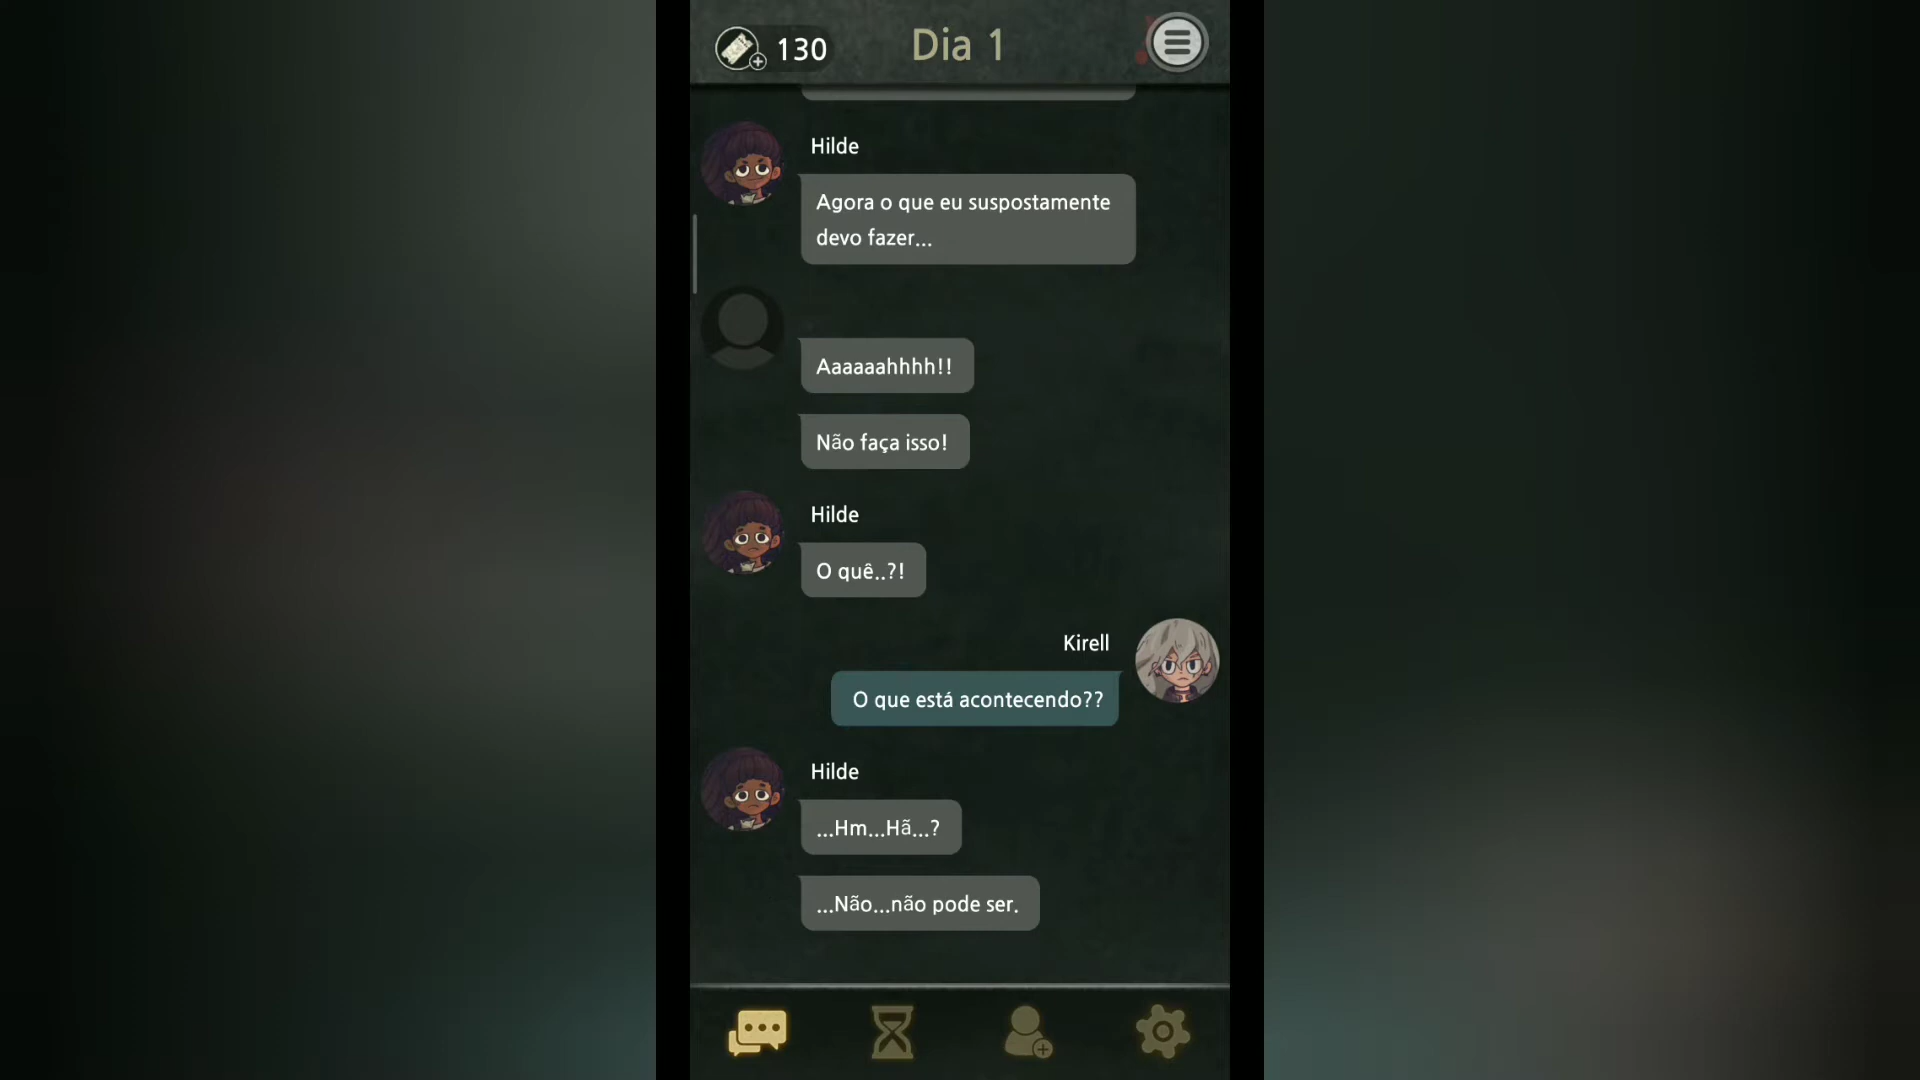 130
Dia 1
Hilde
Agora o que eu suspostamente
devo fazer...
Aaaaaahhhh!!
Não faça isso!
Hilde
O quê..?!
Kirell
O que está acontecendo??
Hilde
...Hm...Hã...?
...Não...não pode ser.